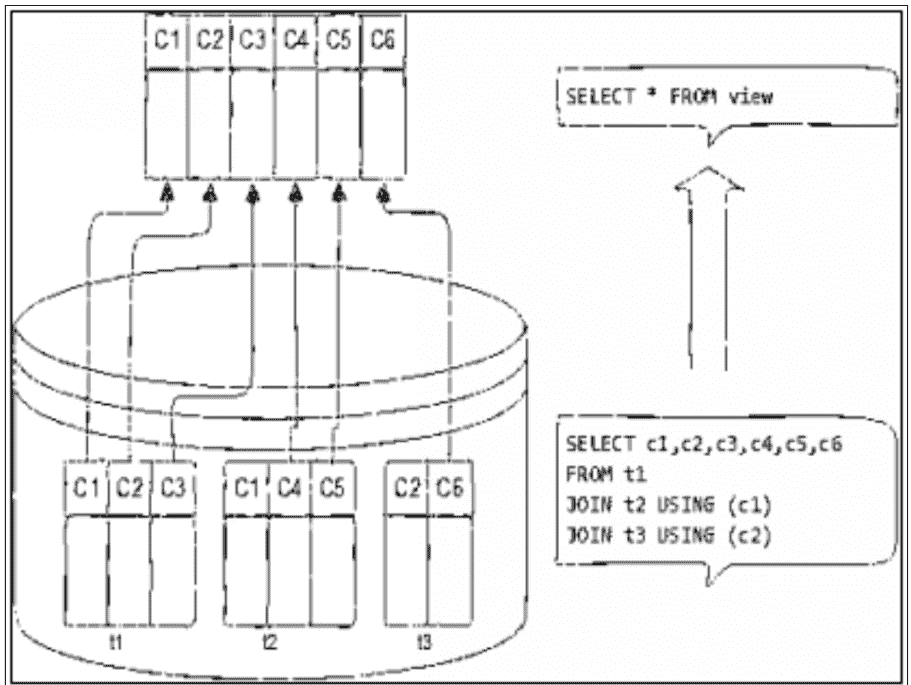 C1 C2 C3 C4 C5 C6
SELECT * FROM view
SELECT c1,c2,c3,c4,c5,c6
FROM t1
JOIN t2 USING (c1)
JOIN t3 USING (c2)
C1 C2 C3
C1 C4 C5
C2 C6
t1
t2
t3